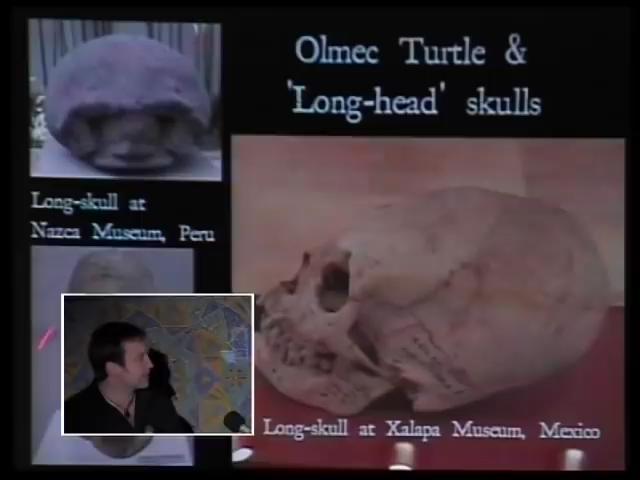 Olmec Turtle &
'Long-head' skulls
Long-skull at
Nazca Museum, Peru
Long-skull at Xalapa Museum, Mexico